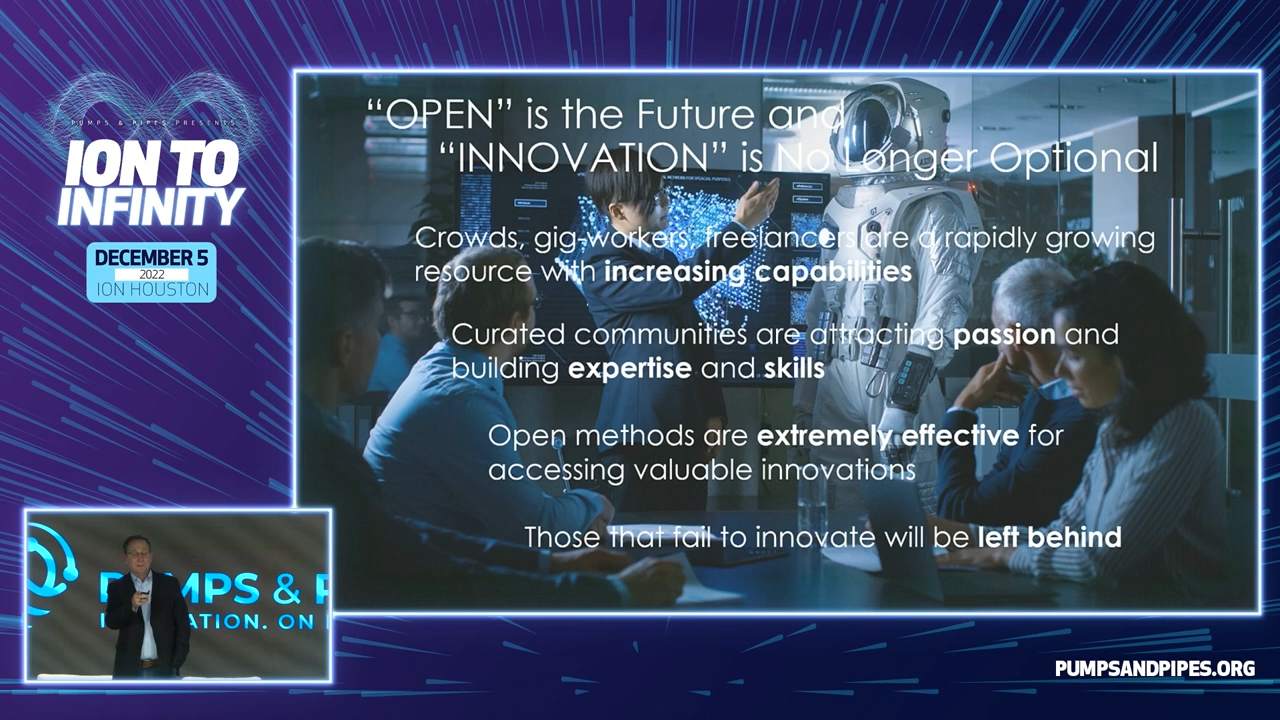 PUMPS & PIPES PRESENTS
ION TO
INFINITY
DECEMBER 5
2022
ION HOUSTON
“OPEN” is the Future and
“INNOVATION” is No Longer Optional
Crowds, gig-workers, freelancers are a rapidly growing
resource with increasing capabilities
Curated communities are attracting passion and
building expertise and skills
Open methods are extremely effective for
accessing valuable innovations
Those that fail to innovate will be left behind
PUMPS & P
ON
PUMPSANDPIPES.ORG